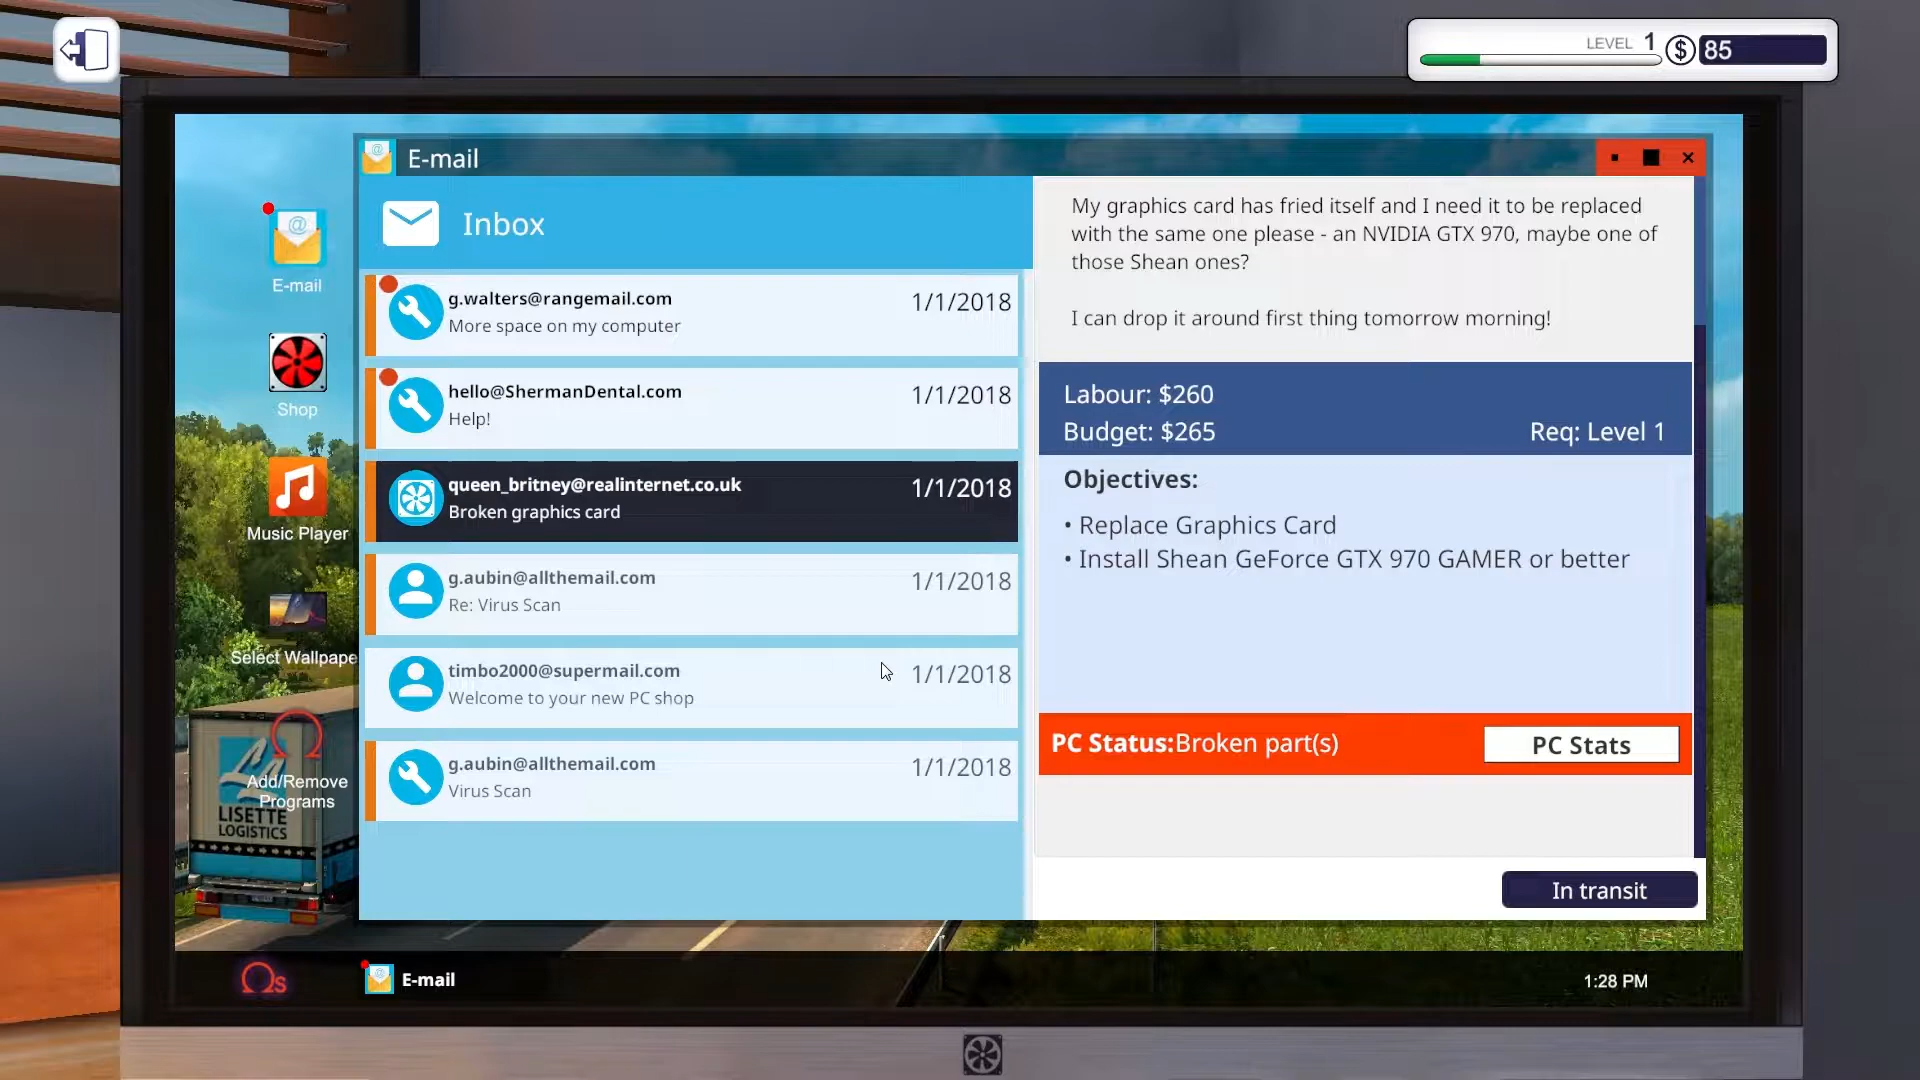 LEVEL 1
$ 85
E-mail
Inbox
g.walters@rangemail.com 1/1/2018
More space on my computer
hello@ShermanDental.com 1/1/2018
Help!
queen_britney@realinternet.co.uk 1/1/2018
Broken graphics card
g.aubin@allthemail.com 1/1/2018
Re: Virus Scan
timbo2000@supermail.com 1/1/2018
Welcome to your new PC shop
g.aubin@allthemail.com 1/1/2018
Virus Scan
My graphics card has fried itself and I need it to be replaced
with the same one please - an NVIDIA GTX 970, maybe one of
those Shean ones?
I can drop it around first thing tomorrow morning!
Labour: $260
Budget: $265 Req: Level 1
Objectives:
• Replace Graphics Card
• Install Shean GeForce GTX 970 GAMER or better
PC Status:Broken part(s) PC Stats
In transit
E-mail
Shop
Music Player
Select Wallpape
Add/Remove
Programs
LISETTE
LOGISTICS
Ωs
E-mail
1:28 PM